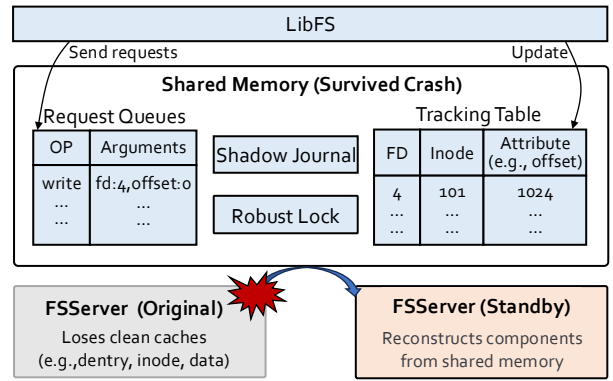 LibFS
Send requests
Update
Shared Memory (Survived Crash)
Request Queues
OP
Arguments
write
fd:4,offset:0
...
...
...
...
Shadow Journal
Robust Lock
Tracking Table
FD
Inode
Attribute
(e.g., offset)
4
101
1024
...
...
...
...
...
...
FSServer (Original)
Loses clean caches
(e.g.,dentry, inode, data)
FSServer (Standby)
Reconstructs components
from shared memory